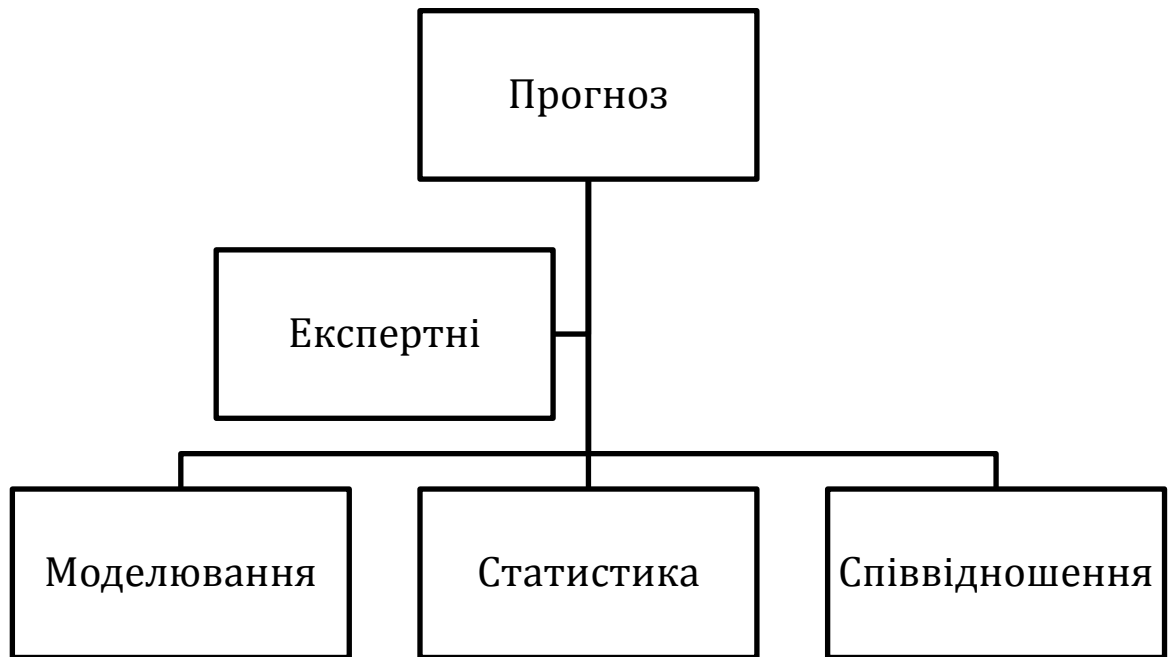 Прогноз
Експертні
Моделювання
Статистика
Співвідношення